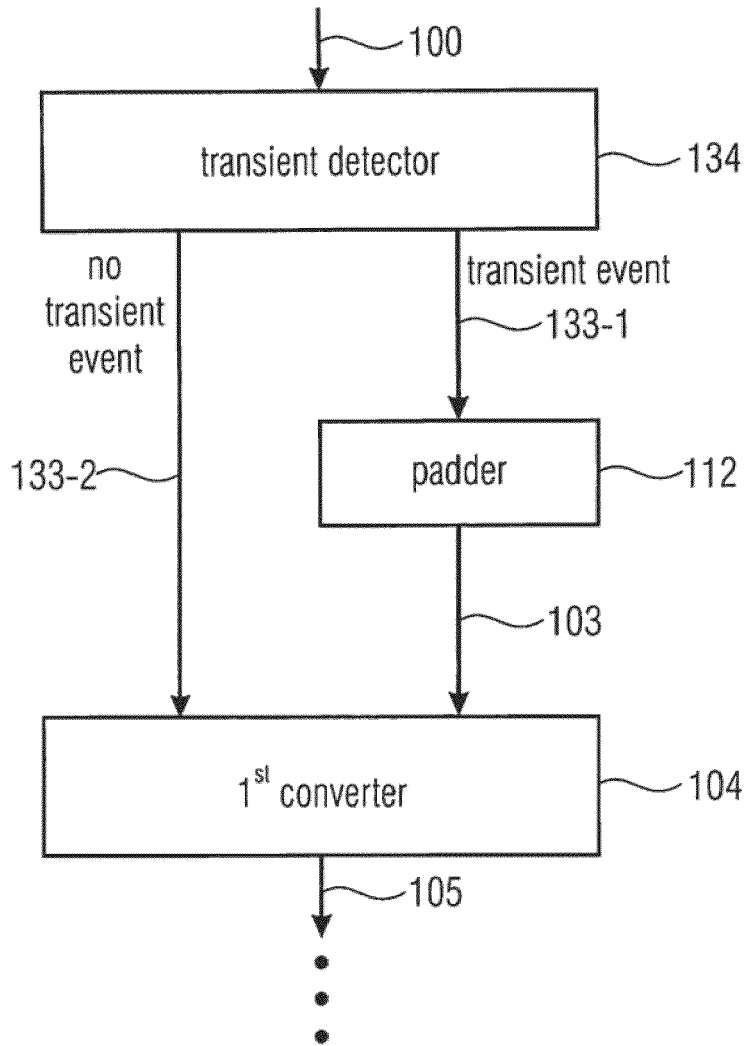 100
transient detector
134
no
transient
event
transient event
133-1
133-2
padder
112
103
1st converter
104
105